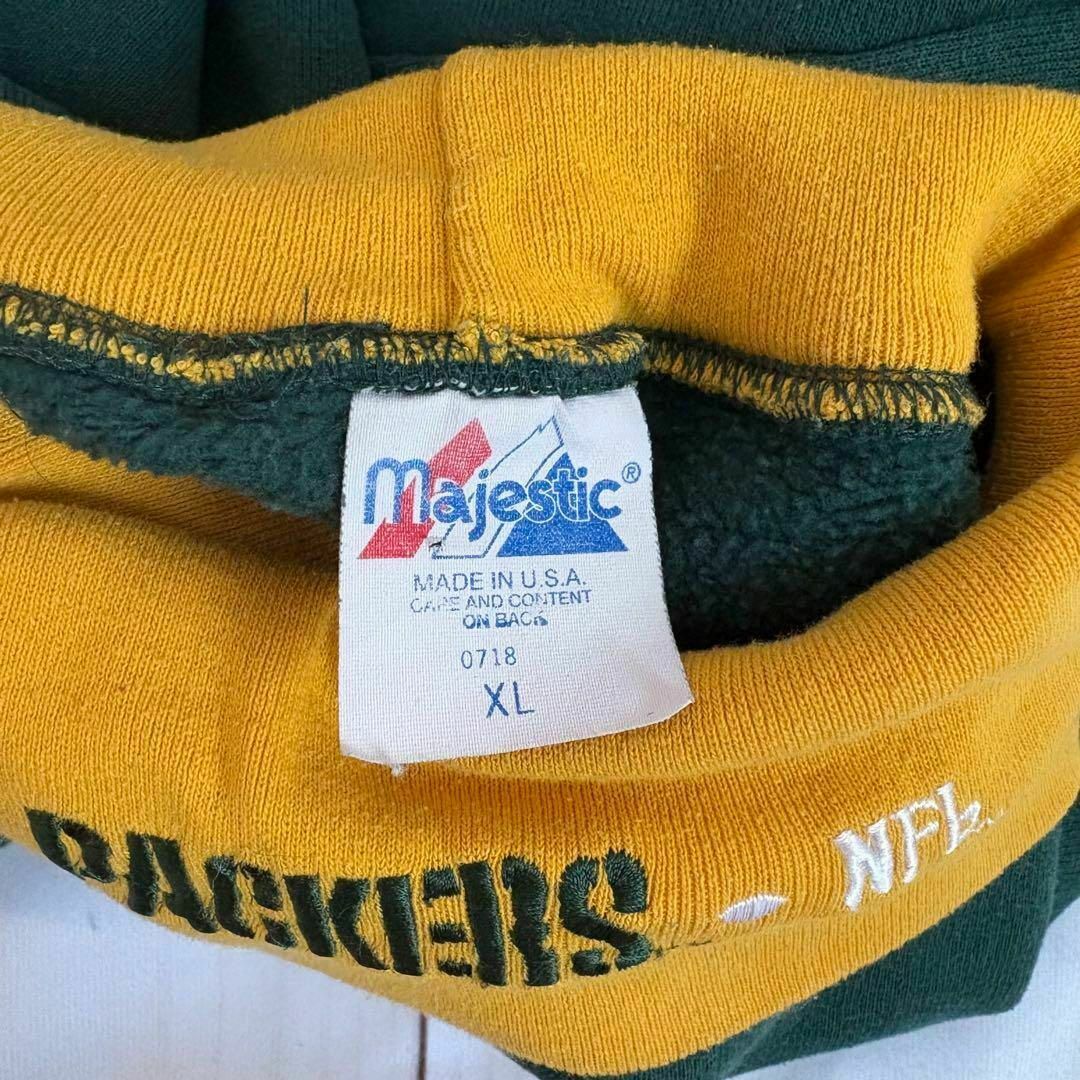 Majestic®
MADE IN U.S.A.
CARE AND CONTENT
ON BACK
0718
XL
PACKERS
NFL